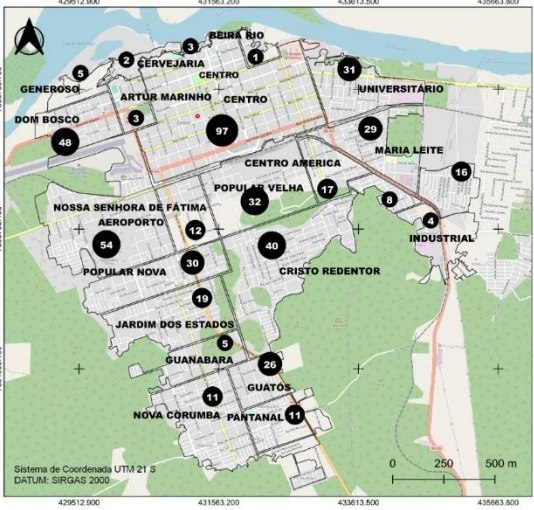 429512.900 431563.200 433613.500 435663.800
BEIRA RIO
3
1
2
CERVEJARIA
5
CENTRO
31
GENEROSO
UNIVERSITÁRIO
ARTUR MARINHO
CENTRO
DOM BOSCO
3
97
29
48
MARIA LEITE
CENTRO AMERICA
16
POPULAR VELHA
17
8
32
NOSSA SENHORA DE FÁTIMA
AEROPORTO
12
4
INDUSTRIAL
54
40
30
POPULAR NOVA
CRISTO REDENTOR
19
JARDIM DOS ESTADOS
5
GUANABARA
26
GUATÓS
11
NOVA CORUMBA
PANTANAL
11
Sistema de Coordenada UTM 21 S
DATUM: SIRGAS 2000
0 250 500 m
429512.900 431563.200 433613.500 435663.800